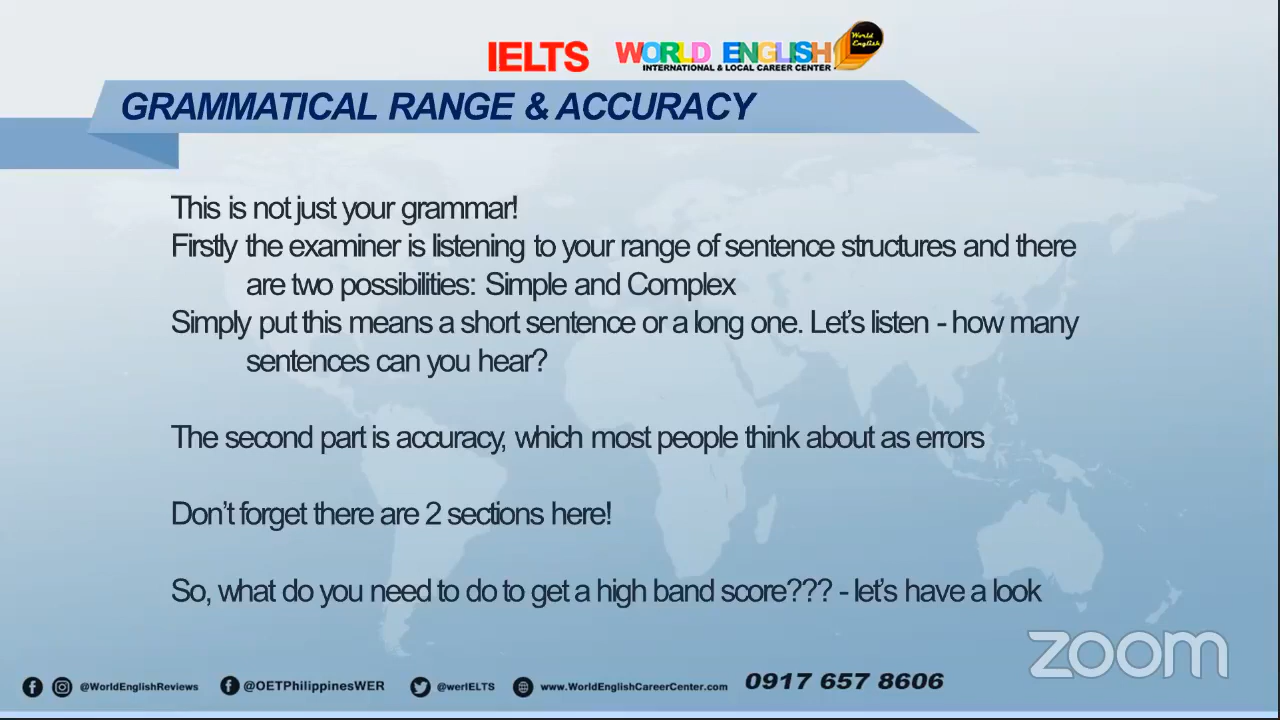 IELTS WORLD ENGLISH World English
INTERNATIONAL & LOCAL CAREER CENTER
GRAMMATICAL RANGE & ACCURACY
This is not just your grammar!
Firstly the examiner is listening to your range of sentence structures and there
are two possibilities: Simple and Complex
Simply put this means a short sentence or a long one. Let's listen - how many
sentences can you hear?
The second part is accuracy, which most people think about as errors
Don't forget there are 2 sections here!
So, what do you need to do to get a high band score??? - let's have a look
zoom
@WorldEnglishReviews @OETPhilippinesWER @werIELTS www.WorldEnglishCareerCenter.com 0917 657 8606